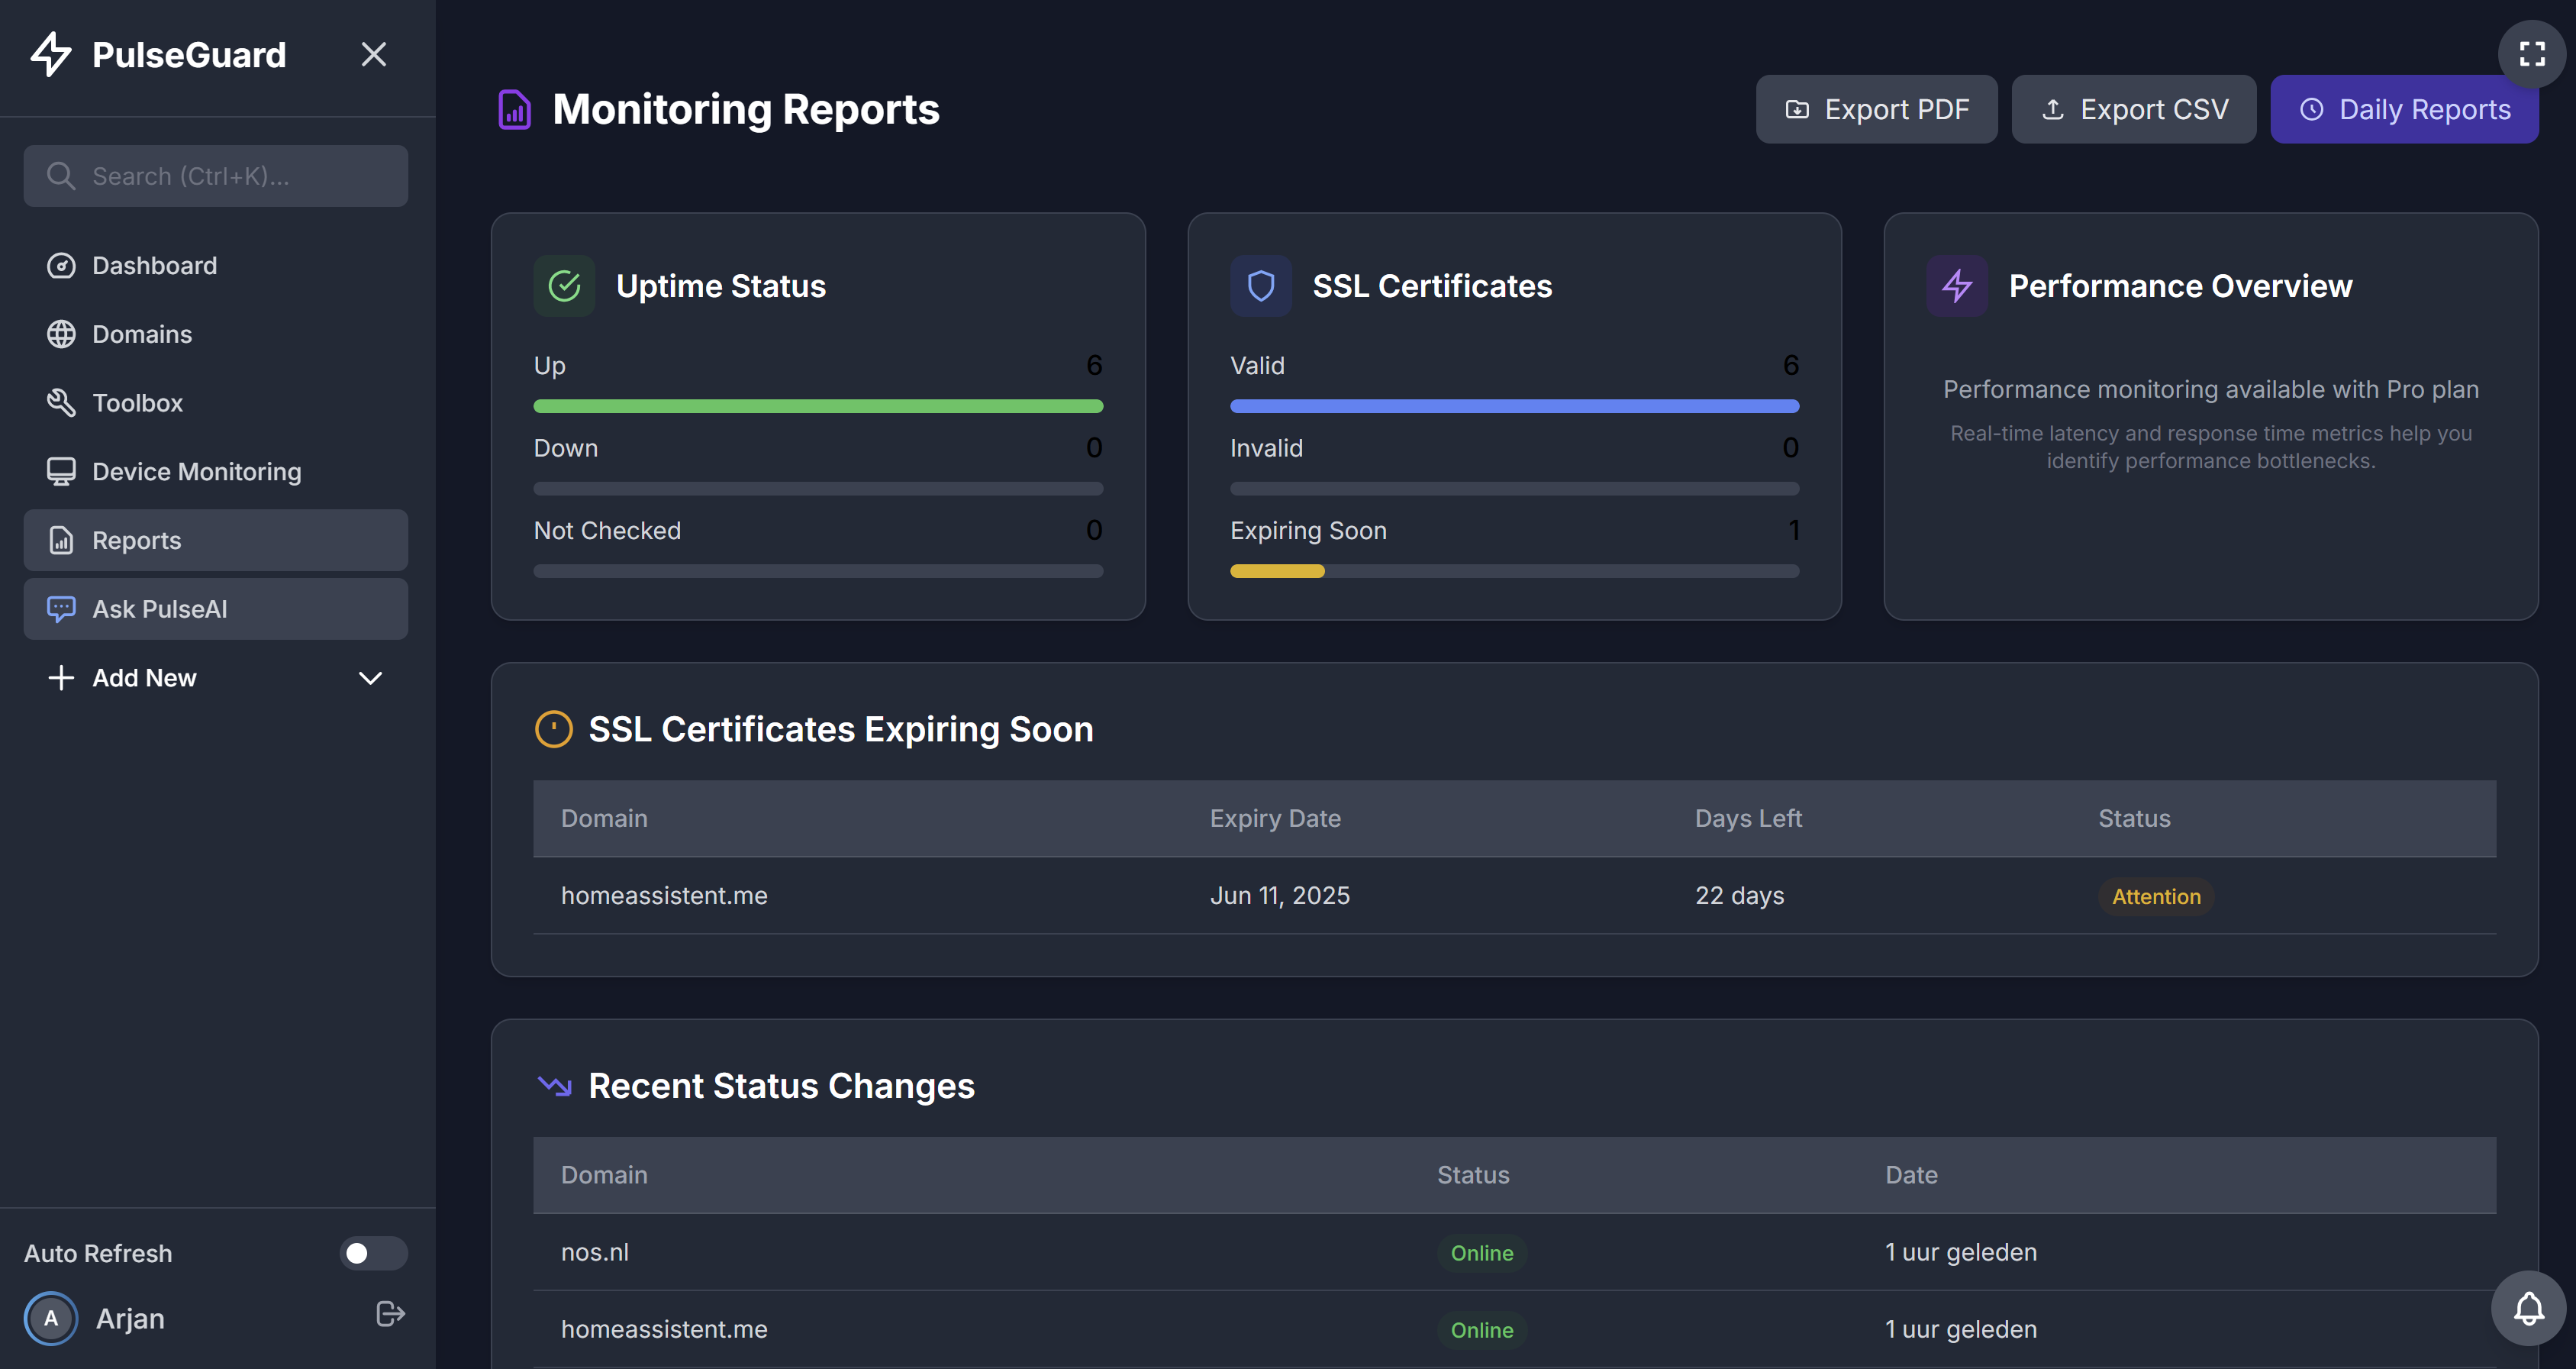 PulseGuard
Search (Ctrl+K)...
Dashboard
Domains
Toolbox
Device Monitoring
Reports
Ask PulseAI
Add New
Auto Refresh
A
Arjan
Monitoring Reports
Export PDF
Export CSV
Daily Reports
Uptime Status
Up 6
Down 0
Not Checked 0
SSL Certificates
Valid 6
Invalid 0
Expiring Soon 1
Performance Overview
Performance monitoring available with Pro plan
Real-time latency and response time metrics help you
identify performance bottlenecks.
SSL Certificates Expiring Soon
Domain Expiry Date Days Left Status
homeassistent.me Jun 11, 2025 22 days Attention
Recent Status Changes
Domain Status Date
nos.nl Online 1 uur geleden
homeassistent.me Online 1 uur geleden